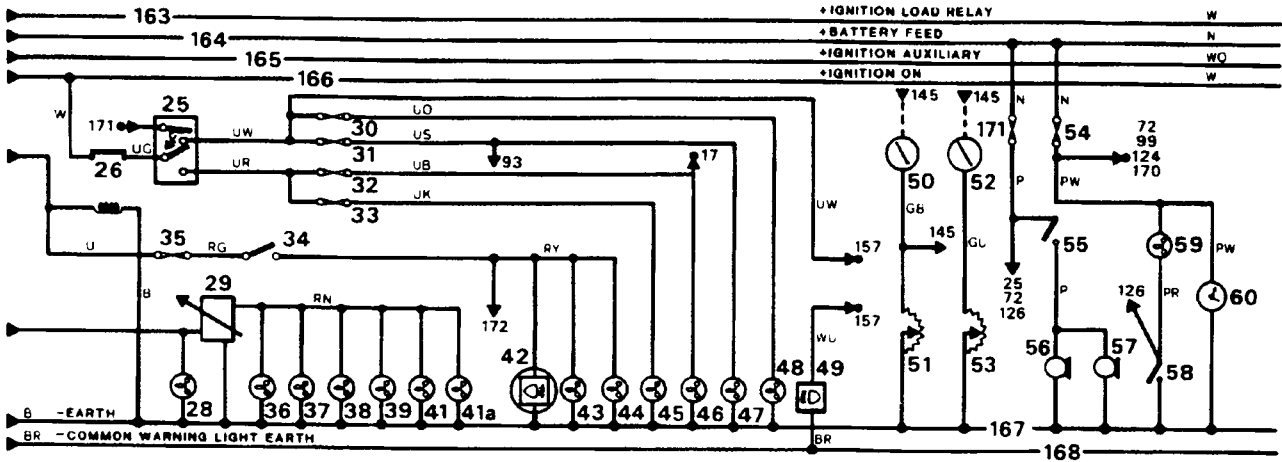 163 +IGNITION LOAD RELAY W
164 +BATTERY FEED N
165 +IGNITION AUXILIARY WO
166 +IGNITION ON W
25 UO 145 145 N N
W 171 30 171 54 72
UW US 99
UG 31 93 17 124
26 UR UB 50 52 170
32 P PW
UK UW GB
33
35 34 145 55 59 PW
U RG RY GU
157
B 29 RN 25 P 126 PR 60
172 72
157 126
42 WU 51 53 56 57 58
48 49
28 36 37 38 39 41 41a 43 44 45 46 47
B -EARTH 167
BR -COMMON WARNING LIGHT EARTH BR 168